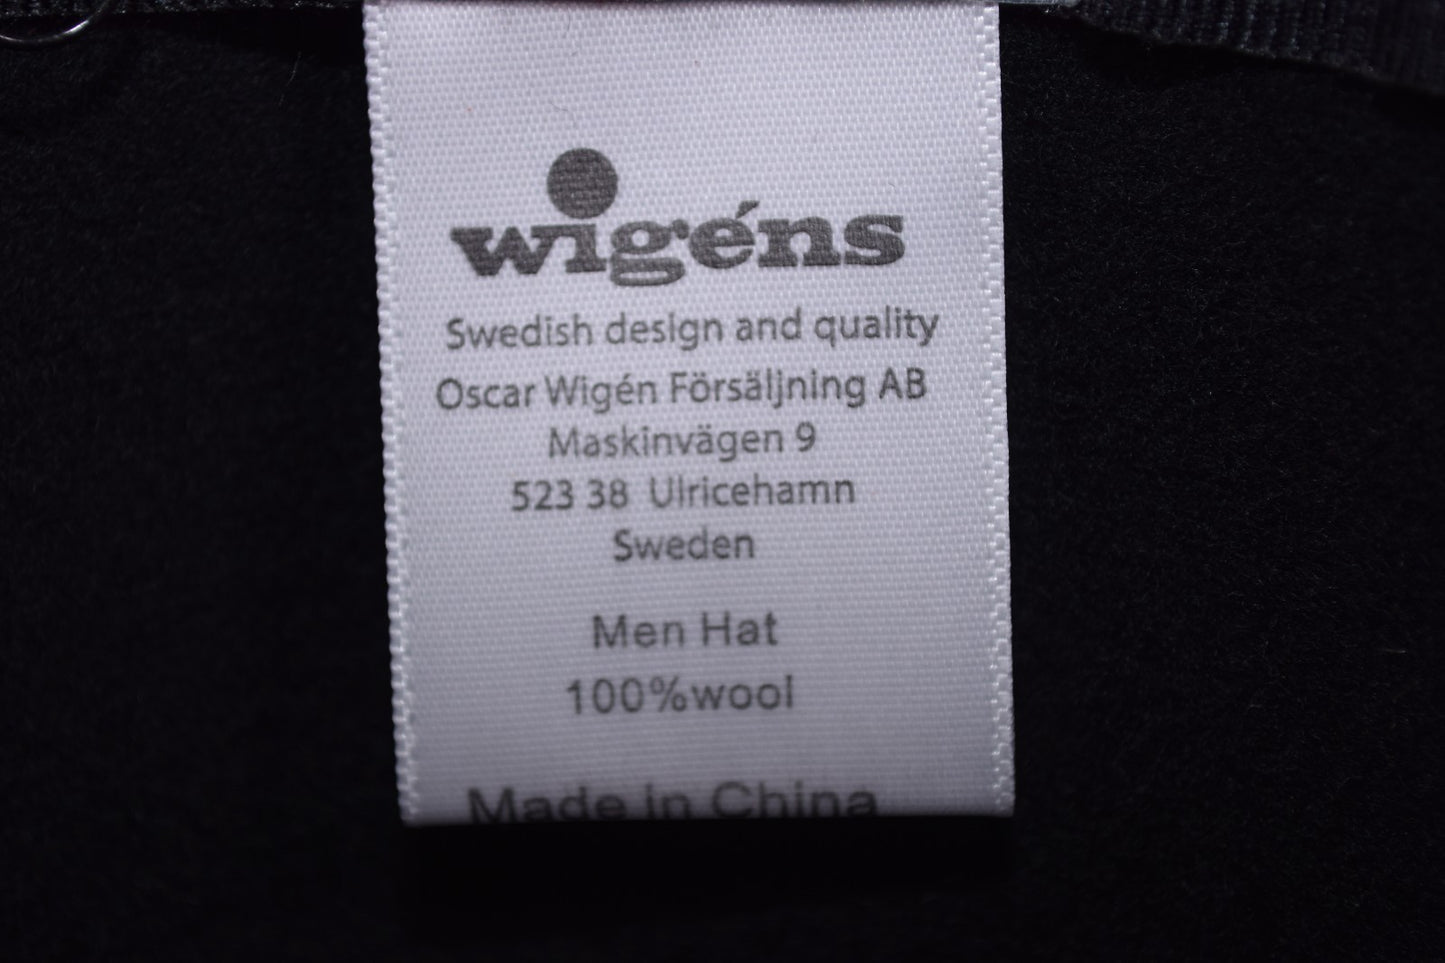 wigéns
Swedish design and quality
Oscar Wigén Försäljning AB
Maskinvägen 9
523 38 Ulricehamn
Sweden
Men Hat
100%wool
Made in China